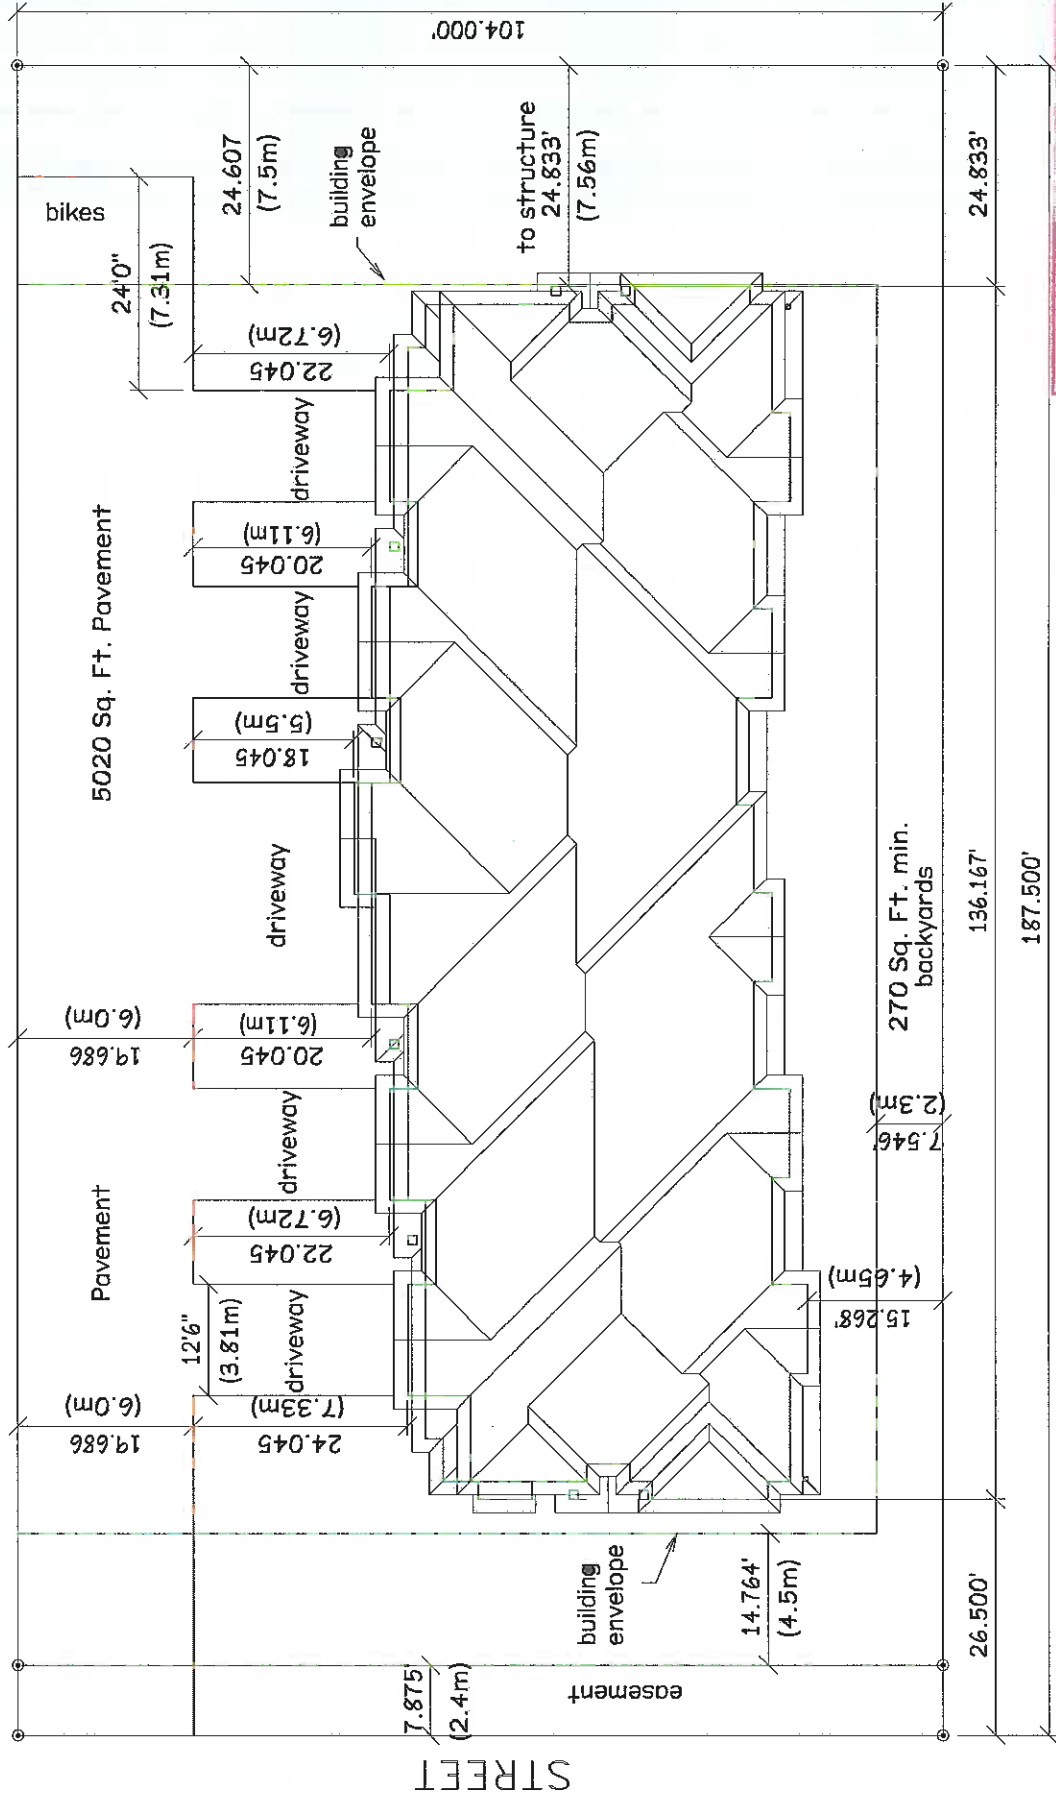 104.000'
bikes
24'0"
(7.31m)
24.607
(7.5m)
building
envelope
to structure
24.833'
(7.56m)
24.833'
22.045
(6.72m)
driveway
5020 Sq. Ft. Pavement
20.045
(6.11m)
driveway
18.045
(5.5m)
driveway
270 Sq. Ft. min.
backyards
136.167'
187.500'
19.686
(6.0m)
20.045
(6.11m)
driveway
7.546'
(2.3m)
Pavement
22.045
(6.72m)
12'6"
(3.81m)
driveway
15.268'
(4.65m)
19.686
(6.0m)
24.045
(7.33m)
building
envelope
14.764'
(4.5m)
26.500'
7.875
(2.4m)
easement
STREET